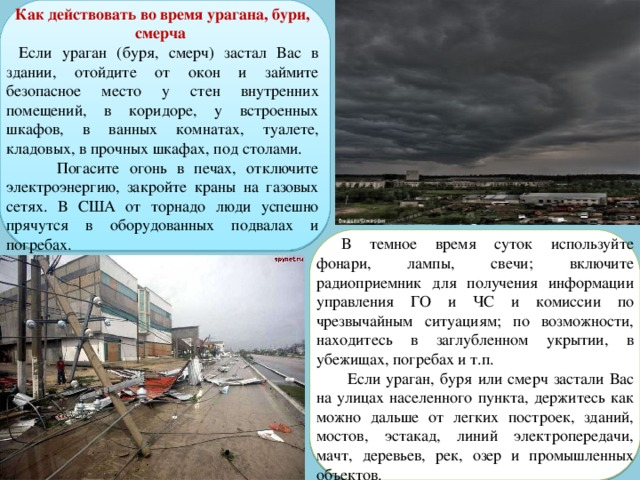 Как действовать во время урагана, бури,
смерча
Если ураган (буря, смерч) застал Вас в
здании, отойдите от окон и займите
безопасное место у стен внутренних
помещений, в коридоре, у встроенных
шкафов, в ванных комнатах, туалете,
кладовых, в прочных шкафах, под столами.
Погасите огонь в печах, отключите
электроэнергию, закройте краны на газовых
сетях. В США от торнадо люди успешно
прячутся в оборудованных подвалах и
погребах.
В темное время суток используйте
фонари, лампы, свечи; включите
радиоприемник для получения информации
управления ГО и ЧС и комиссии по
чрезвычайным ситуациям; по возможности,
находитесь в заглубленном укрытии, в
убежищах, погребах и т.п.
Если ураган, буря или смерч застали Вас
на улицах населенного пункта, держитесь как
можно дальше от легких построек, зданий,
мостов, эстакад, линий электропередачи,
мачт, деревьев, рек, озер и промышленных
объектов.